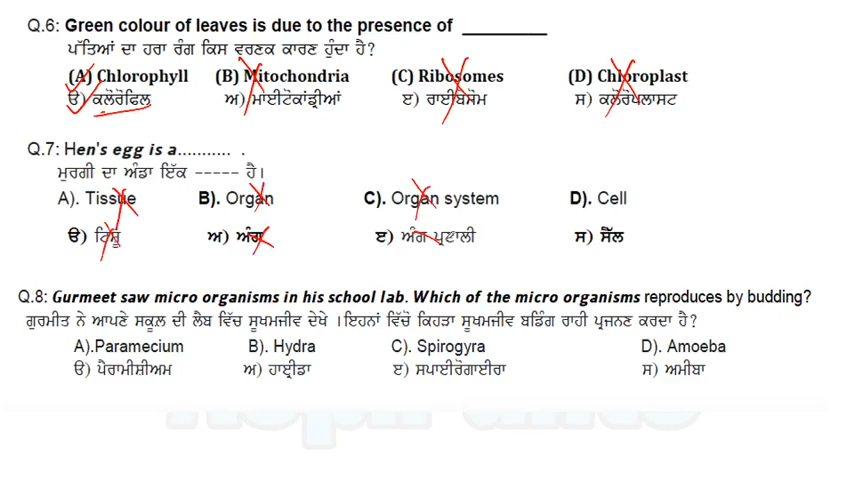 Q.6: Green colour of leaves is due to the presence of _________
ਪੱਤਿਆਂ ਦਾ ਹਰਾ ਰੰਗ ਕਿਸ ਵਰਣਕ ਕਾਰਣ ਹੁੰਦਾ ਹੈ?
(A) Chlorophyll (B) Mitochondria (C) Ribosomes (D) Chloroplast
ੳ) ਕਲੋਰੋਫਿਲ ਅ) ਮਾਈਟੋਕਾਂਡ੍ਰੀਆਂ ੲ) ਰਾਈਬੋਸੋਮ ਸ) ਕਲੋਰੋਪਲਾਸਟ
Q.7: Hen's egg is a........... .
ਮੁਰਗੀ ਦਾ ਅੰਡਾ ਇੱਕ ----- ਹੈ।
A). Tissue B). Organ C). Organ system D). Cell
ੳ) ਟਿਸ਼ੂ ਅ) ਅੰਗ ੲ) ਅੰਗ ਪ੍ਰਣਾਲੀ ਸ) ਸੈੱਲ
Q.8: Gurmeet saw micro organisms in his school lab. Which of the micro organisms reproduces by budding?
ਗੁਰਮੀਤ ਨੇ ਆਪਣੇ ਸਕੂਲ ਦੀ ਲੈਬ ਵਿੱਚ ਸੂਖਮਜੀਵ ਦੇਖੇ ।ਇਹਨਾਂ ਵਿੱਚੋ ਕਿਹੜਾ ਸੂਖਮਜੀਵ ਬਡਿੰਗ ਰਾਹੀ ਪ੍ਰਜਨਣ ਕਰਦਾ ਹੈ?
A).Paramecium B). Hydra C). Spirogyra D). Amoeba
ੳ) ਪੈਰਾਮੀਸ਼ੀਅਮ ਅ) ਹਾਈਡ੍ਰਾ ੲ) ਸਪਾਈਰੋਗਾਈਰਾ ਸ) ਅਮੀਬਾ